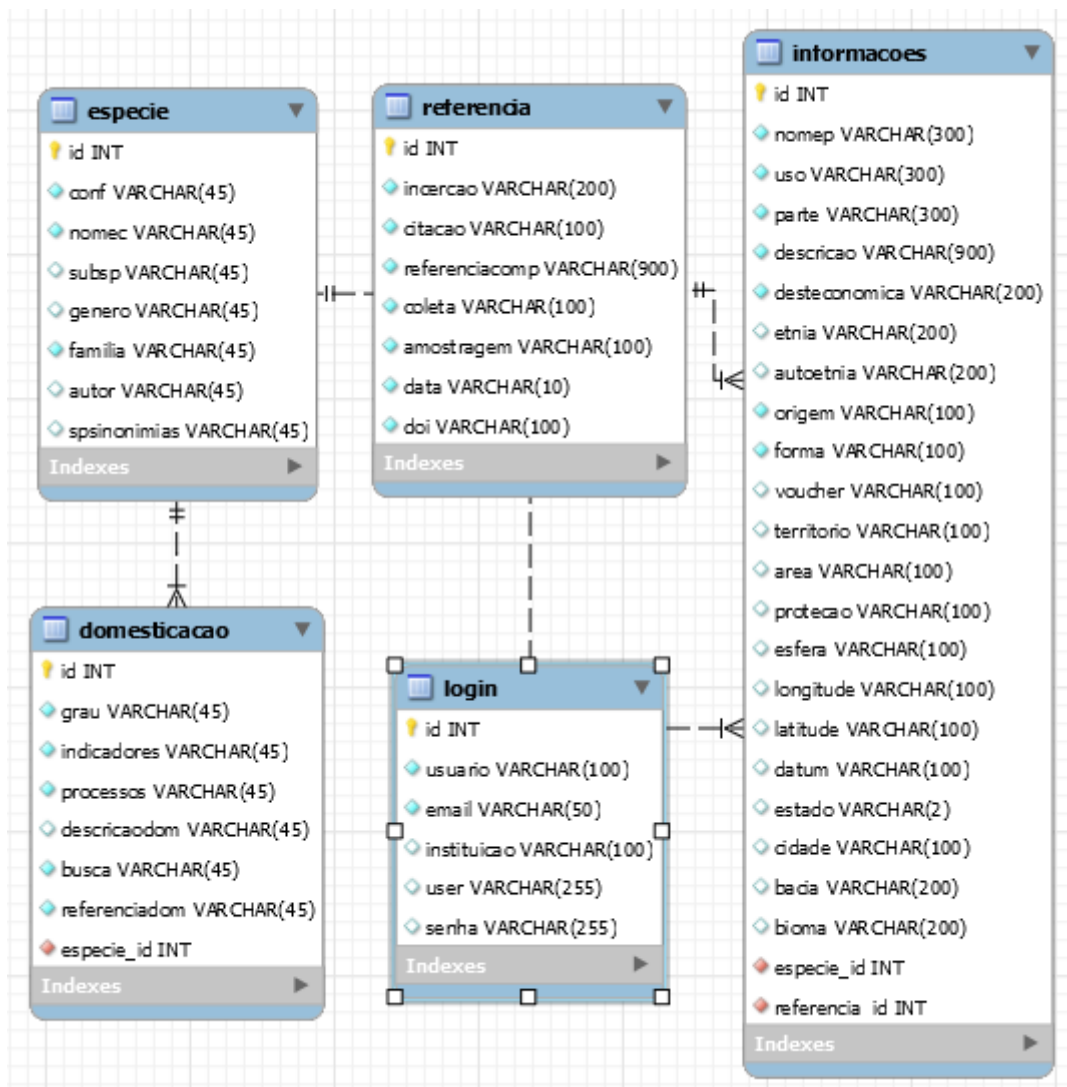 especie
id INT
conf VARCHAR(45)
nomec VARCHAR(45)
subsp VARCHAR(45)
genero VARCHAR(45)
familia VARCHAR(45)
autor VARCHAR(45)
spsinonimias VARCHAR(45)
Indexes
referencia
id INT
incercao VARCHAR(200)
citacao VARCHAR(100)
referenciacomp VARCHAR(900)
coleta VARCHAR(100)
amostragem VARCHAR(100)
data VARCHAR(10)
doi VARCHAR(100)
Indexes
informacoes
id INT
nomep VARCHAR(300)
uso VARCHAR(300)
parte VARCHAR(300)
descricao VARCHAR(900)
desteconomica VARCHAR(200)
etnia VARCHAR(200)
autoetnia VARCHAR(200)
origem VARCHAR(100)
forma VARCHAR(100)
voucher VARCHAR(100)
territorio VARCHAR(100)
area VARCHAR(100)
protecao VARCHAR(100)
esfera VARCHAR(100)
longitude VARCHAR(100)
latitude VARCHAR(100)
datum VARCHAR(100)
estado VARCHAR(2)
cidade VARCHAR(100)
bacia VARCHAR(200)
bioma VARCHAR(200)
especie_id INT
referencia_id INT
Indexes
domesticacao
id INT
grau VARCHAR(45)
indicadores VARCHAR(45)
processos VARCHAR(45)
descricaodom VARCHAR(45)
busca VARCHAR(45)
referenciadom VARCHAR(45)
especie_id INT
Indexes
login
id INT
usuario VARCHAR(100)
email VARCHAR(50)
instituicao VARCHAR(100)
user VARCHAR(255)
senha VARCHAR(255)
Indexes